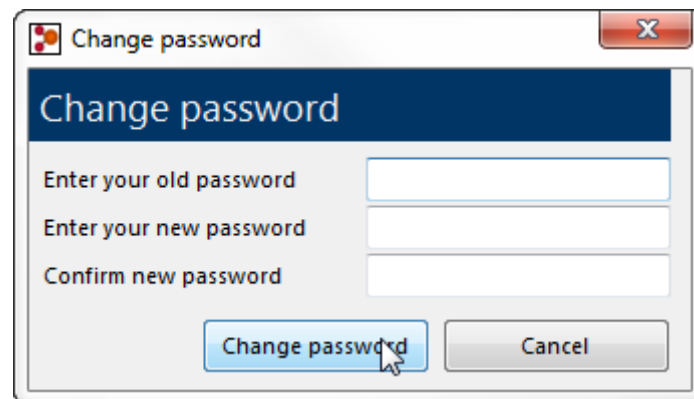 Change password
Change password
Enter your old password
Enter your new password
Confirm new password
Change password
Cancel